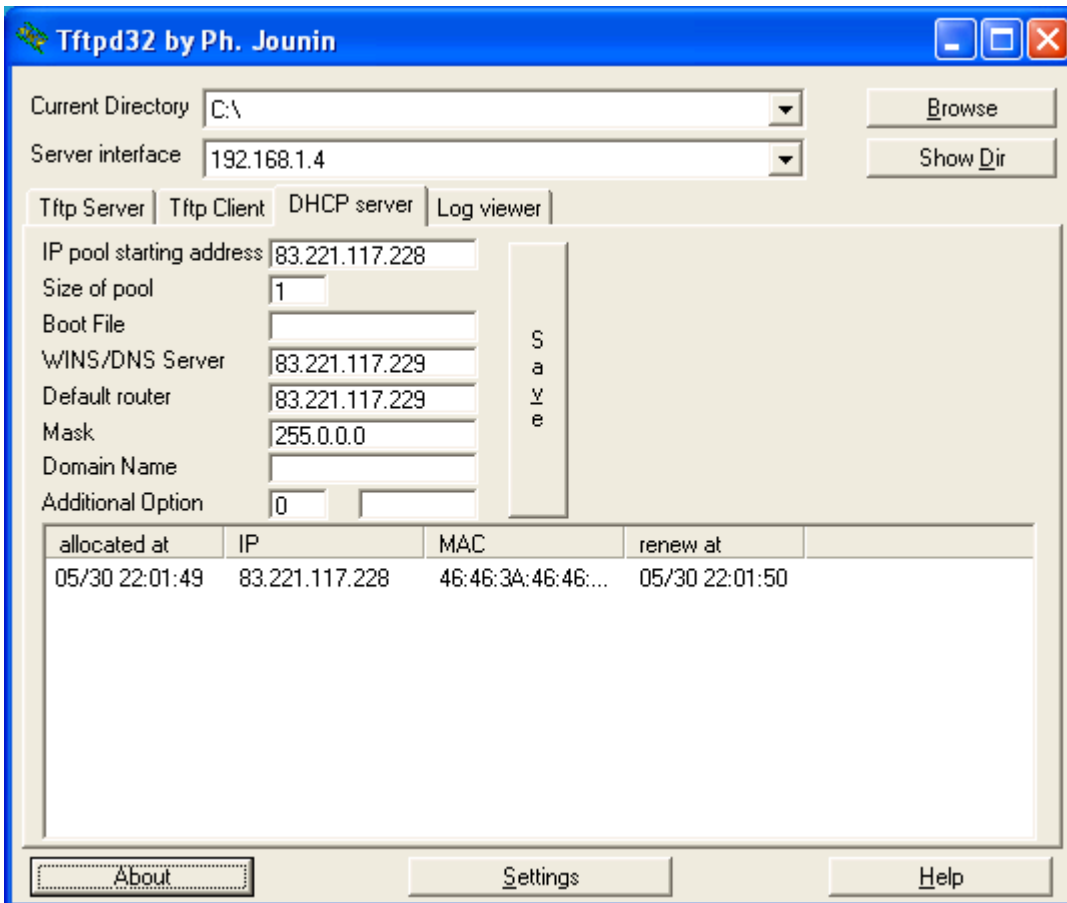 Tftpd32 by Ph. Jounin
Current Directory C:\ Browse
Server interface 192.168.1.4 Show Dir
Tftp Server Tftp Client DHCP server Log viewer
IP pool starting address 83.221.117.228
Size of pool 1
Boot File
WINS/DNS Server 83.221.117.229
Default router 83.221.117.229
Mask 255.0.0.0
Domain Name
Additional Option 0
Save
allocated at IP MAC renew at
05/30 22:01:49 83.221.117.228 46:46:3A:46:46:... 05/30 22:01:50
About Settings Help